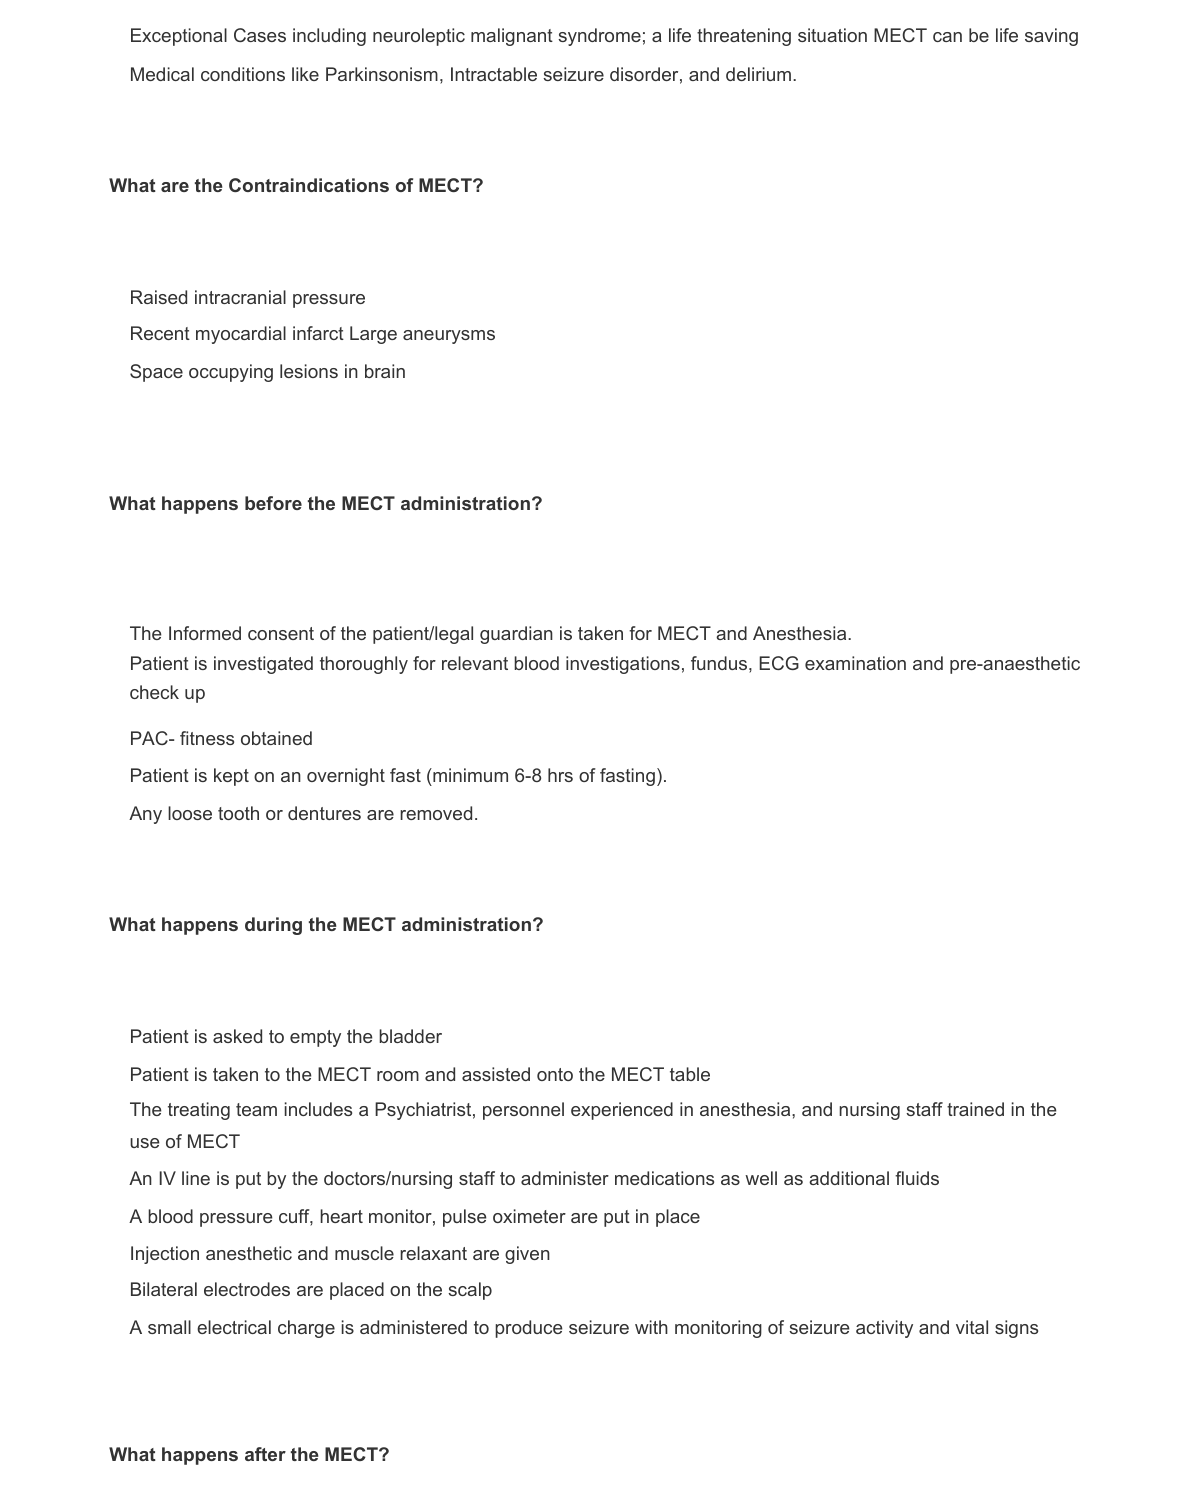 Exceptional Cases including neuroleptic malignant syndrome; a life threatening situation MECT can be life saving
Medical conditions like Parkinsonism, Intractable seizure disorder, and delirium.
What are the Contraindications of MECT?
Raised intracranial pressure
Recent myocardial infarct Large aneurysms
Space occupying lesions in brain
What happens before the MECT administration?
The Informed consent of the patient/legal guardian is taken for MECT and Anesthesia.
Patient is investigated thoroughly for relevant blood investigations, fundus, ECG examination and pre-anaesthetic
check up
PAC- fitness obtained
Patient is kept on an overnight fast (minimum 6-8 hrs of fasting).
Any loose tooth or dentures are removed.
What happens during the MECT administration?
Patient is asked to empty the bladder
Patient is taken to the MECT room and assisted onto the MECT table
The treating team includes a Psychiatrist, personnel experienced in anesthesia, and nursing staff trained in the
use of MECT
An IV line is put by the doctors/nursing staff to administer medications as well as additional fluids
A blood pressure cuff, heart monitor, pulse oximeter are put in place
Injection anesthetic and muscle relaxant are given
Bilateral electrodes are placed on the scalp
A small electrical charge is administered to produce seizure with monitoring of seizure activity and vital signs
What happens after the MECT?